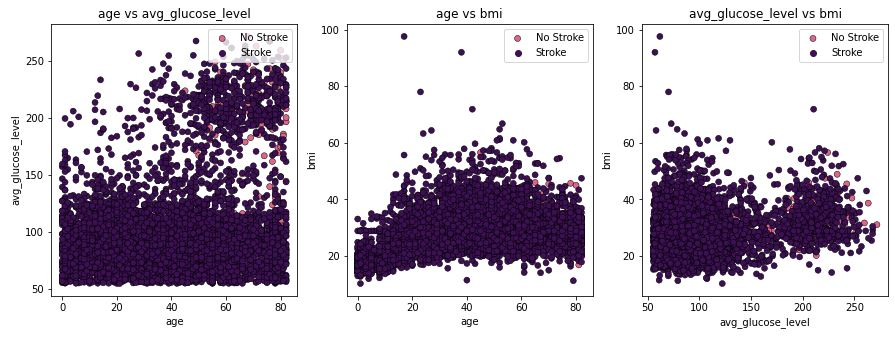 age vs avg_glucose_level
No Stroke
Stroke
250
200
150
100
50
avg_glucose_level
0
20
40
60
80
age
age vs bmi
No Stroke
Stroke
100
80
60
40
20
bmi
0
20
40
60
80
age
avg_glucose_level vs bmi
No Stroke
Stroke
100
80
60
40
20
bmi
50
100
150
200
250
avg_glucose_level